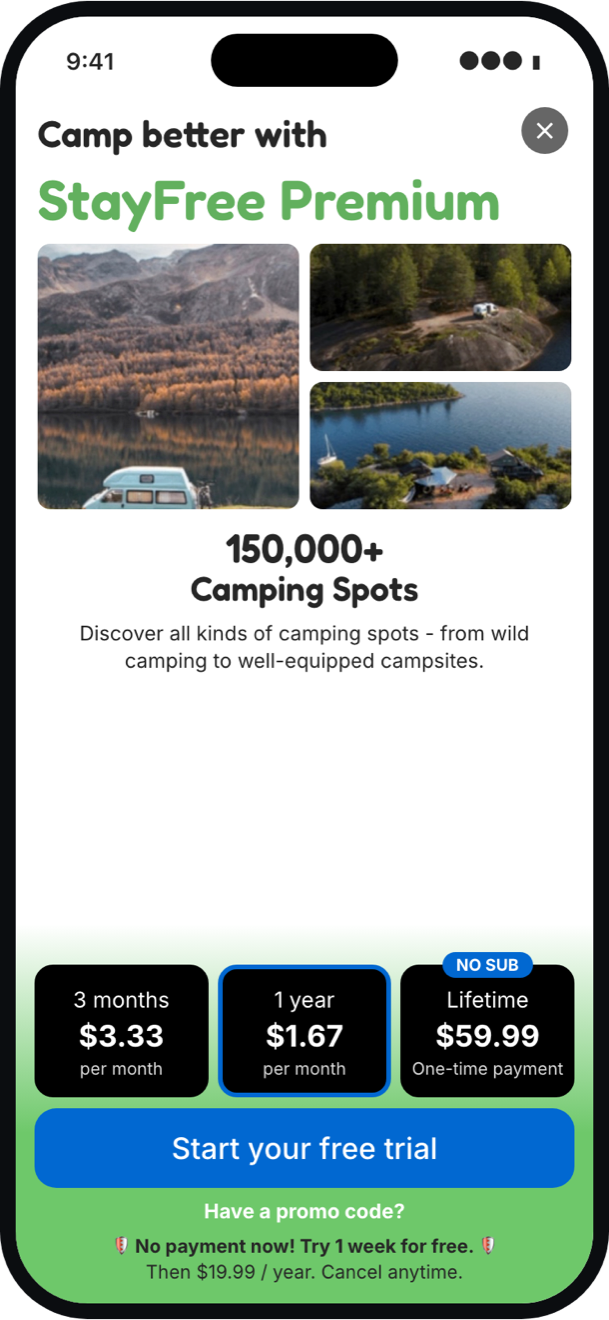 9:41
Camp better with
StayFree Premium
150,000+
Camping Spots
Discover all kinds of camping spots - from wild
camping to well-equipped campsites.
3 months
$3.33
per month
1 year
$1.67
per month
NO SUB
Lifetime
$59.99
One-time payment
Start your free trial
Have a promo code?
No payment now! Try 1 week for free.
Then $19.99 / year. Cancel anytime.